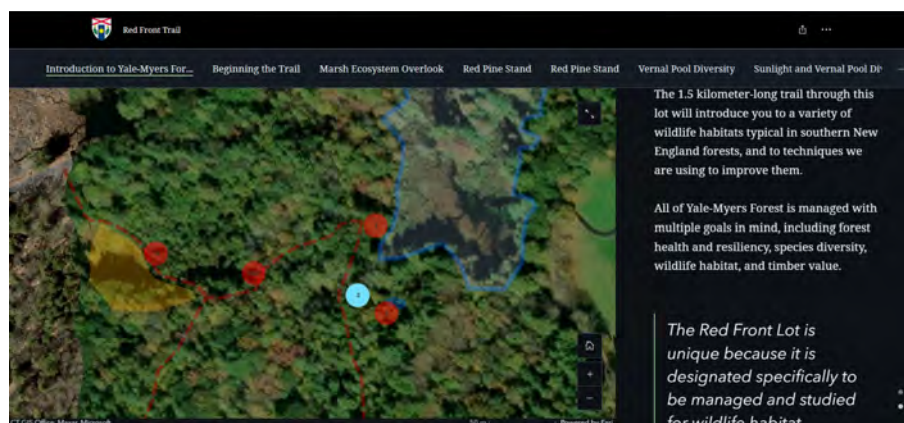 Red Front Trail
Introduction to Yale-Myers For... Beginning the Trail Marsh Ecosystem Overlook Red Pine Stand Red Pine Stand Vernal Pool Diversity Sunlight and Vernal Pool Div
The 1.5 kilometer-long trail through this
lot will introduce you to a variety of
wildlife habitats typical in southern New
England forests, and to techniques we
are using to improve them.
All of Yale-Myers Forest is managed with
multiple goals in mind, including forest
health and resiliency, species diversity,
wildlife habitat, and timber value.
The Red Front Lot is
unique because it is
designated specifically to
be managed and studied
for wildlife habitat